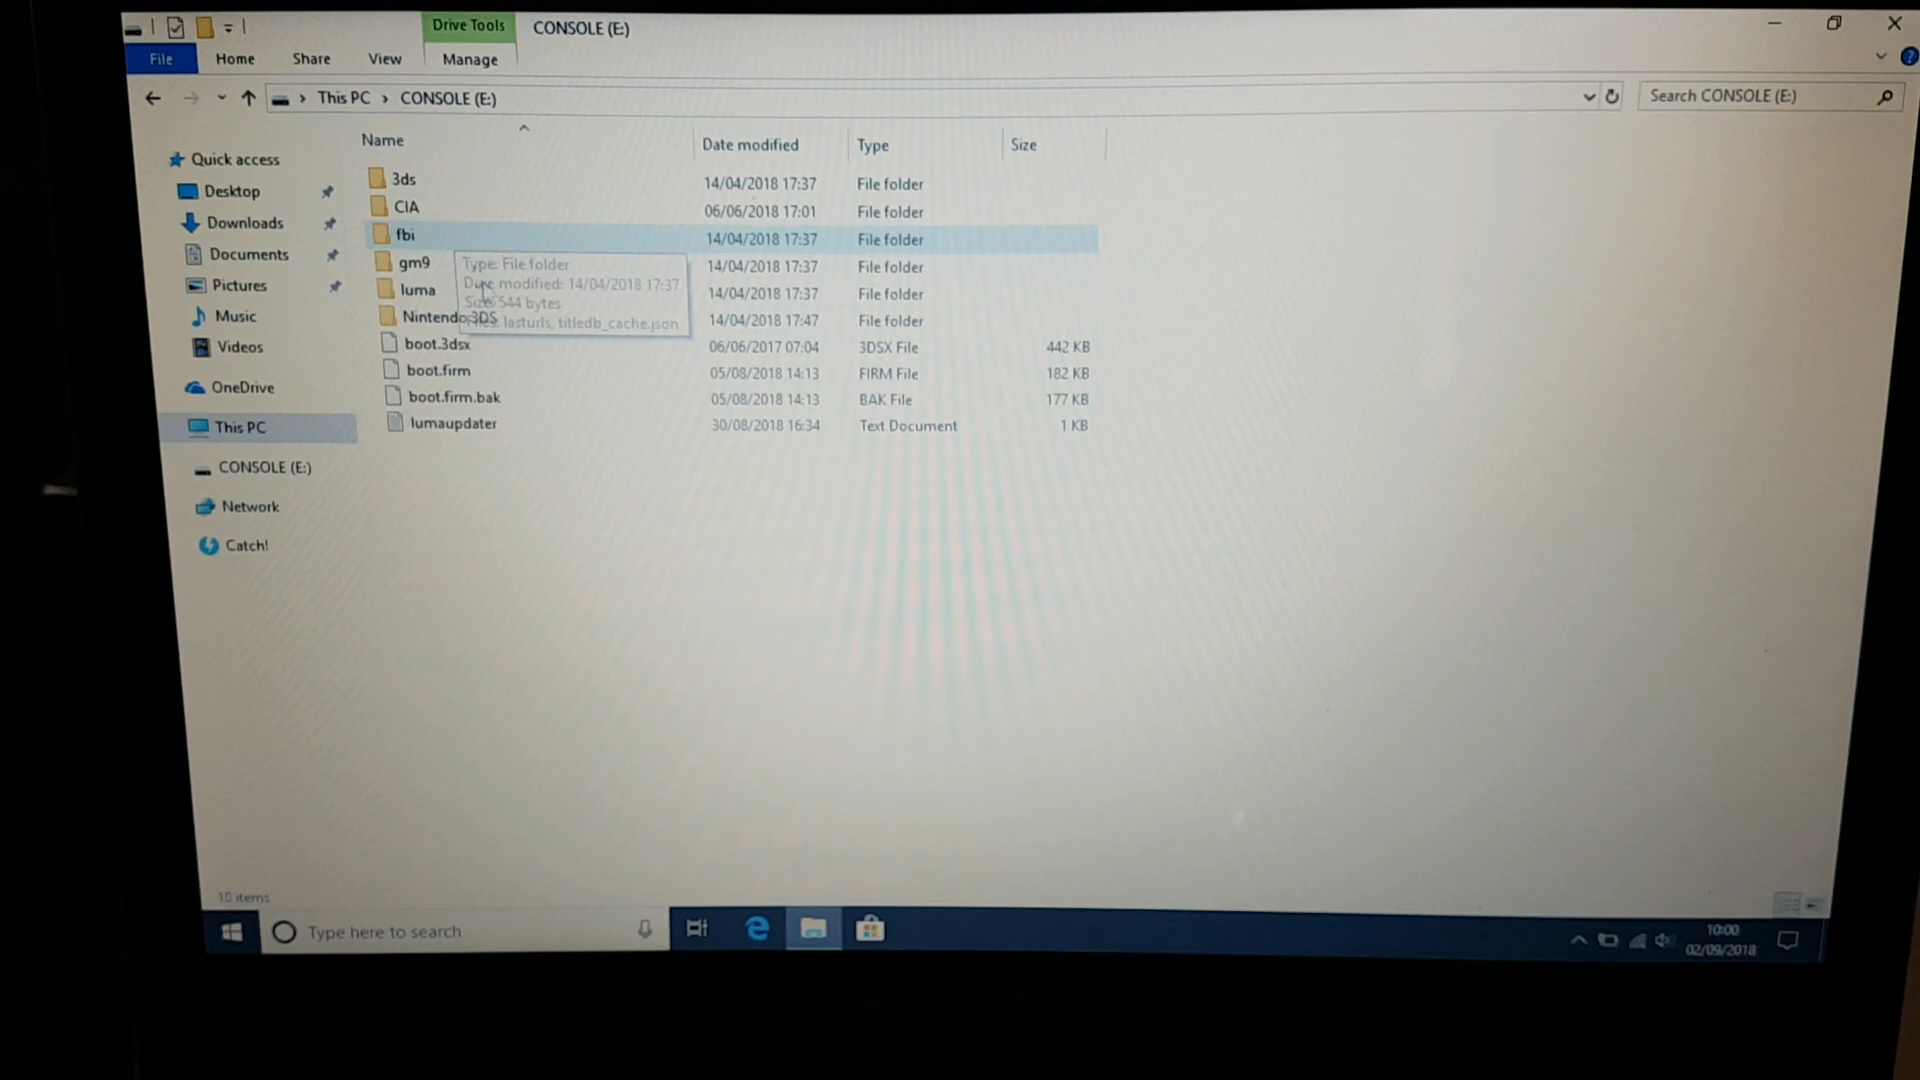 Drive Tools
CONSOLE (E:)
File
Home
Share
View
Manage
This PC
CONSOLE (E:)
Search CONSOLE (E:)
Name
Date modified
Type
Size
Quick access
Desktop
Downloads
Documents
Pictures
Music
Videos
OneDrive
This PC
CONSOLE (E:)
Network
Catch!
3ds 14/04/2018 17:37 File folder
CIA 06/06/2018 17:01 File folder
fbi 14/04/2018 17:37 File folder
gm9 14/04/2018 17:37 File folder
luma 14/04/2018 17:37 File folder
Nintendo 3DS 14/04/2018 17:47 File folder
boot.3dsx 06/06/2017 07:04 3DSX File 442 KB
boot.firm 05/08/2018 14:13 FIRM File 182 KB
boot.firm.bak 05/08/2018 14:13 BAK File 177 KB
lumaupdater 30/08/2018 16:34 Text Document 1 KB
Type: File folder
Date modified: 14/04/2018 17:37
Size: 544 bytes
Files: lasturls, titledb_cache.json
10 items
Type here to search
10:00
02/09/2018